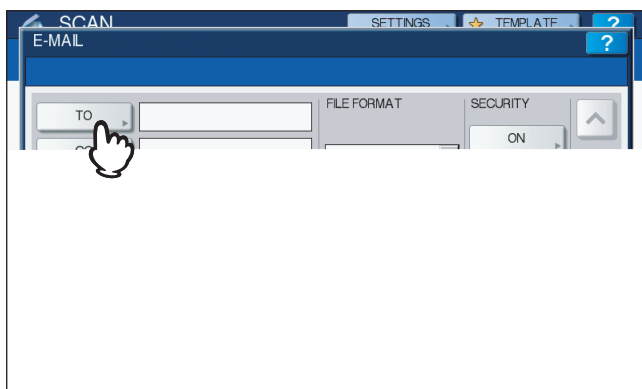 SCAN
SETTINGS
TEMPLATE
?
E-MAIL
?
TO
FILE FORMAT
SECURITY
ON